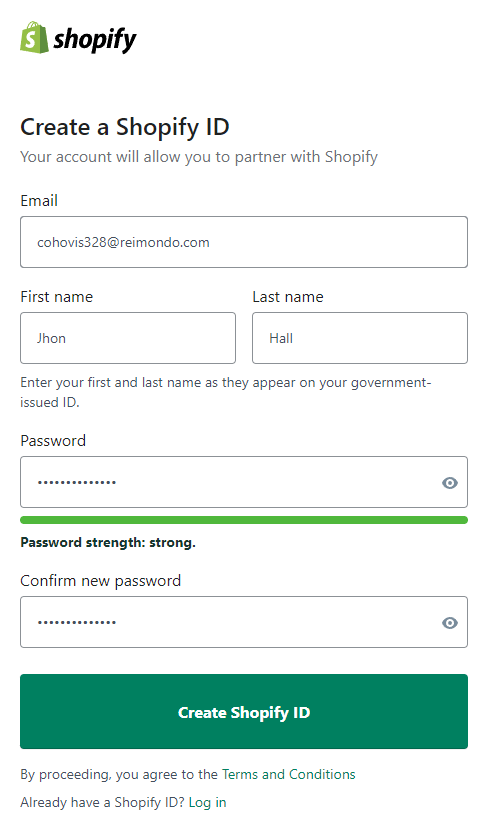 shopify
Create a Shopify ID
Your account will allow you to partner with Shopify
Email
cohovis328@reimondo.com
First name
Last name
Jhon
Hall
Enter your first and last name as they appear on your government-
issued ID.
Password
••••••••••••••
Password strength: strong.
Confirm new password
••••••••••••••
Create Shopify ID
By proceeding, you agree to the Terms and Conditions
Already have a Shopify ID? Log in